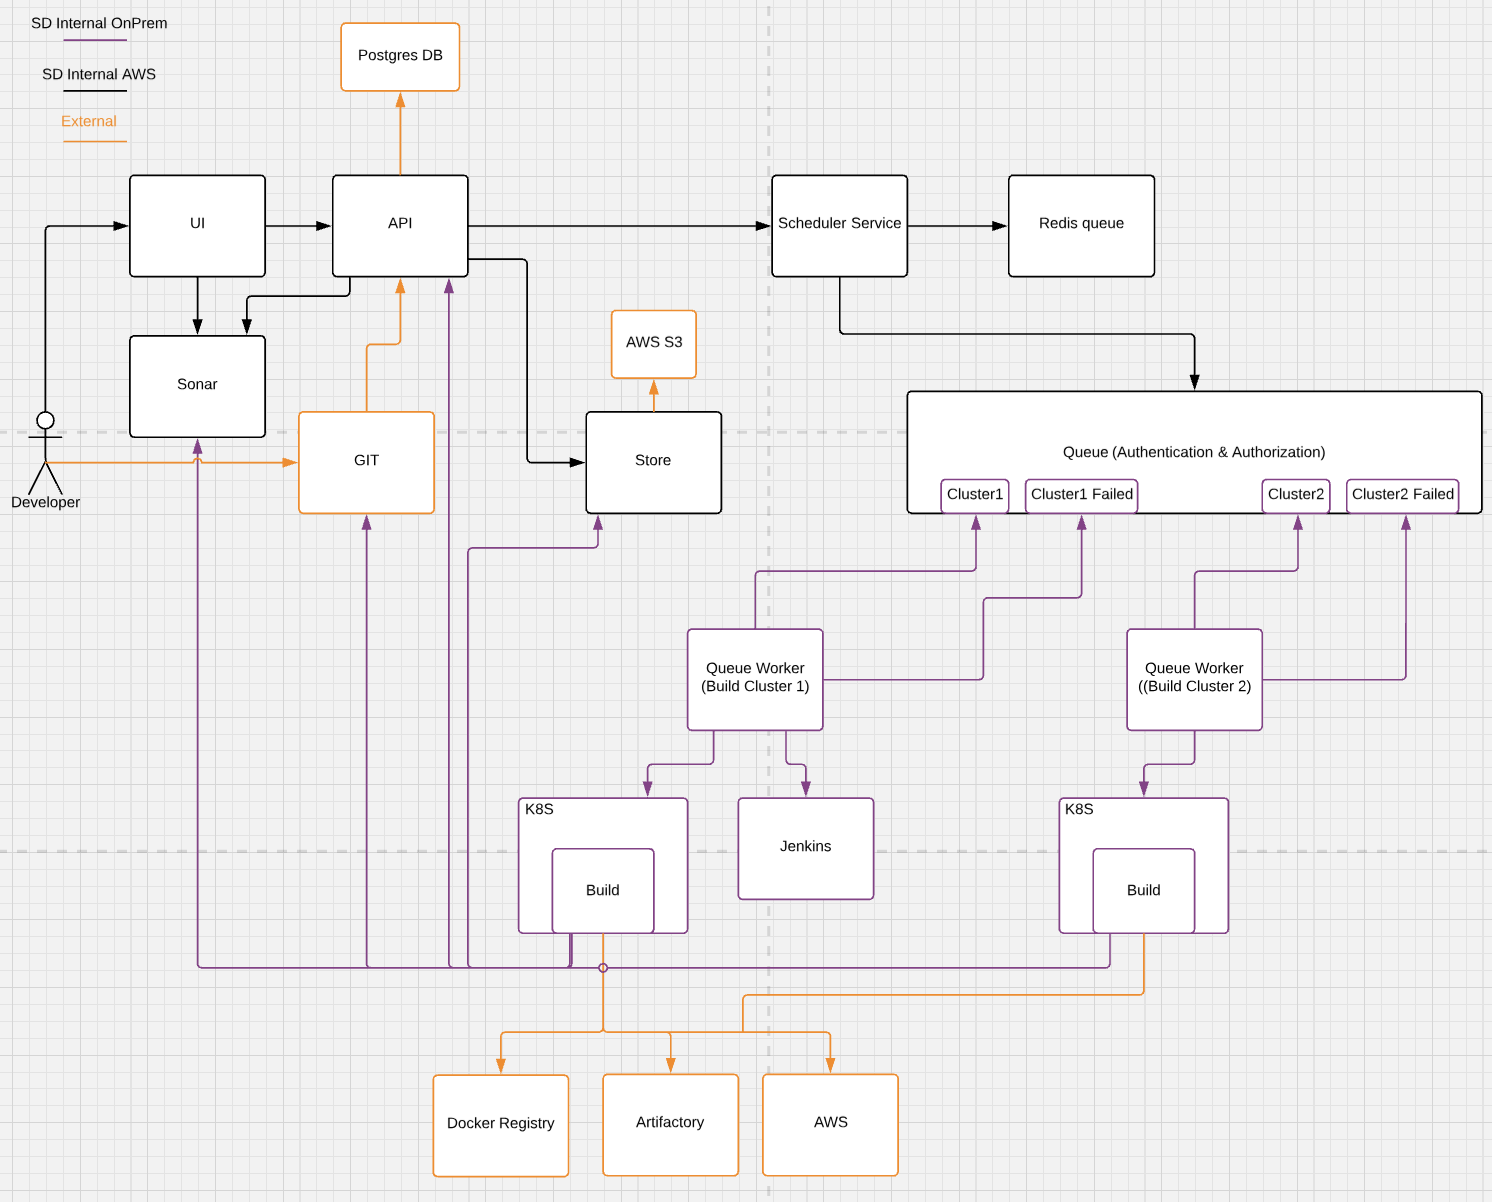 SD Internal OnPrem
SD Internal AWS
External
Postgres DB
UI
API
Scheduler Service
Redis queue
Sonar
AWS S3
GIT
Store
Queue (Authentication & Authorization)
Cluster1
Cluster1 Failed
Cluster2
Cluster2 Failed
Developer
Queue Worker
(Build Cluster 1)
Queue Worker
((Build Cluster 2)
K8S
Build
Jenkins
K8S
Build
Docker Registry
Artifactory
AWS